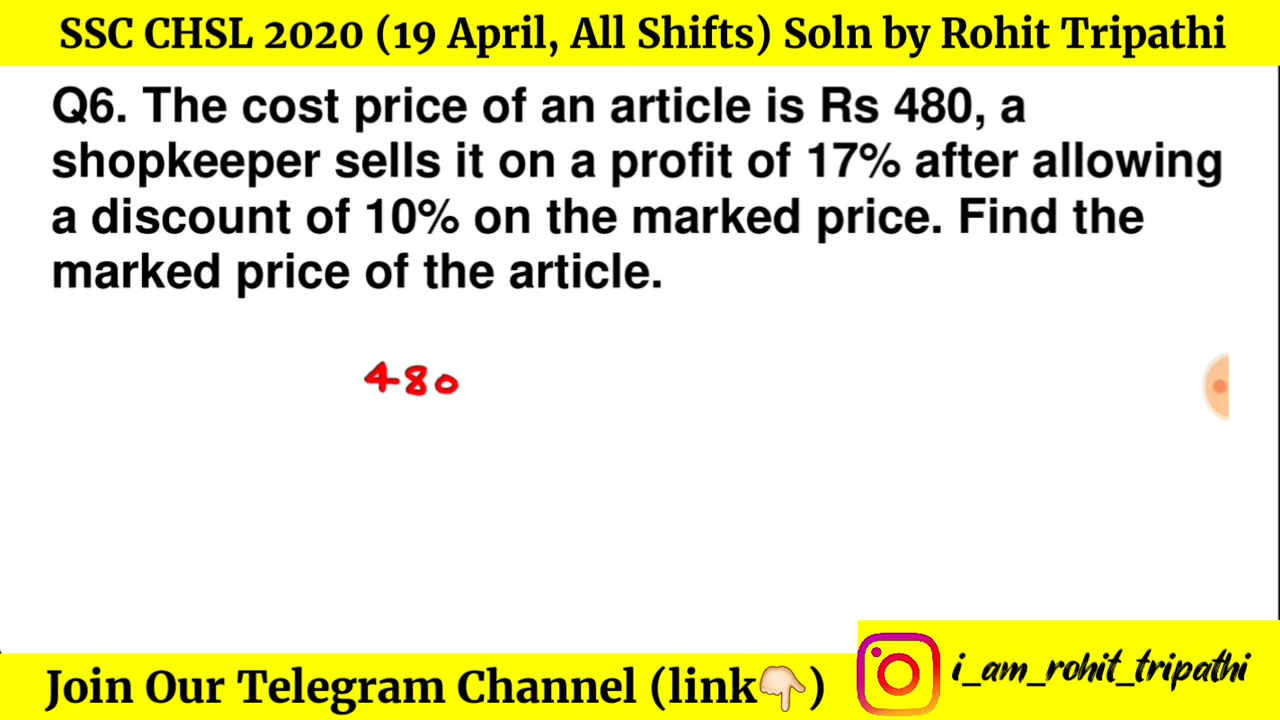 SSC CHSL 2020 (19 April, All Shifts) Soln by Rohit Tripathi
Q6. The cost price of an article is Rs 480, a
shopkeeper sells it on a profit of 17% after allowing
a discount of 10% on the marked price. Find the
marked price of the article.
480
Join Our Telegram Channel (link👇)
i_am_rohit_tripathi